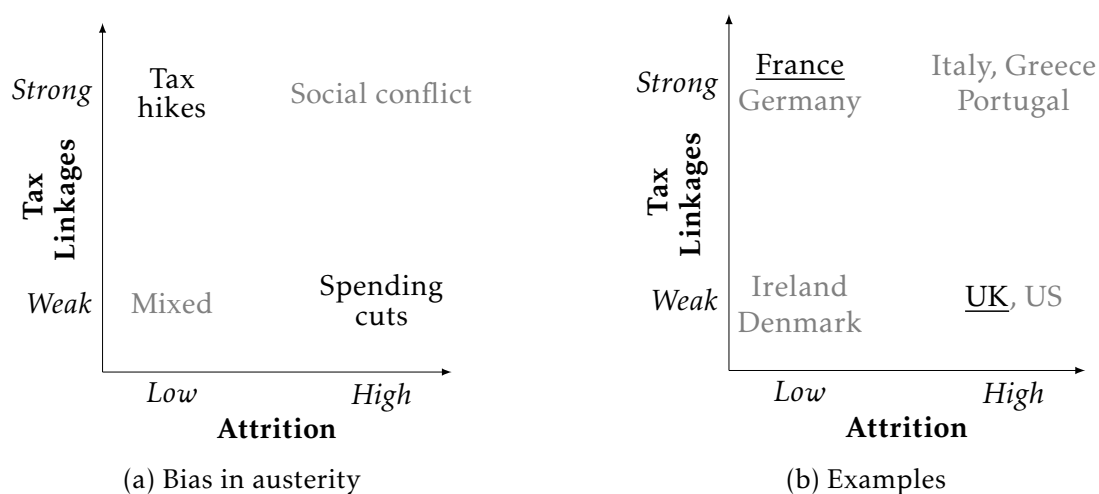 Strong
Tax
hikes
Social conflict
Tax
Linkages
Weak
Mixed
Spending
cuts
Low
High
Attrition
(a) Bias in austerity
Strong
France
Germany
Italy, Greece
Portugal
Tax
Linkages
Weak
Ireland
Denmark
UK, US
Low
High
Attrition
(b) Examples